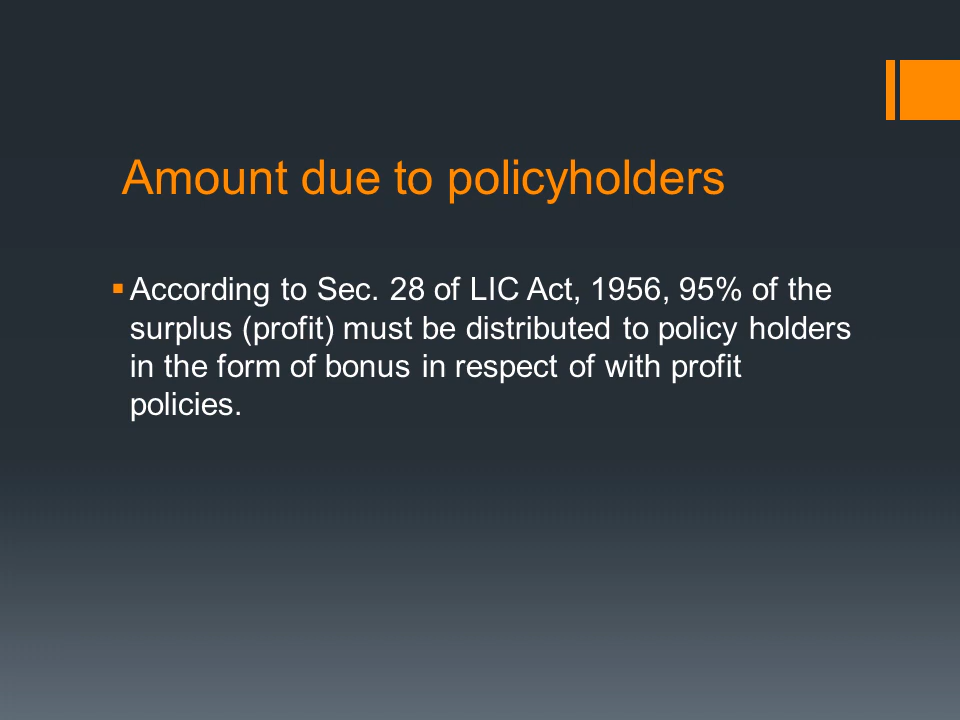 Amount due to policyholders
According to Sec. 28 of LIC Act, 1956, 95% of the
surplus (profit) must be distributed to policy holders
in the form of bonus in respect of with profit
policies.